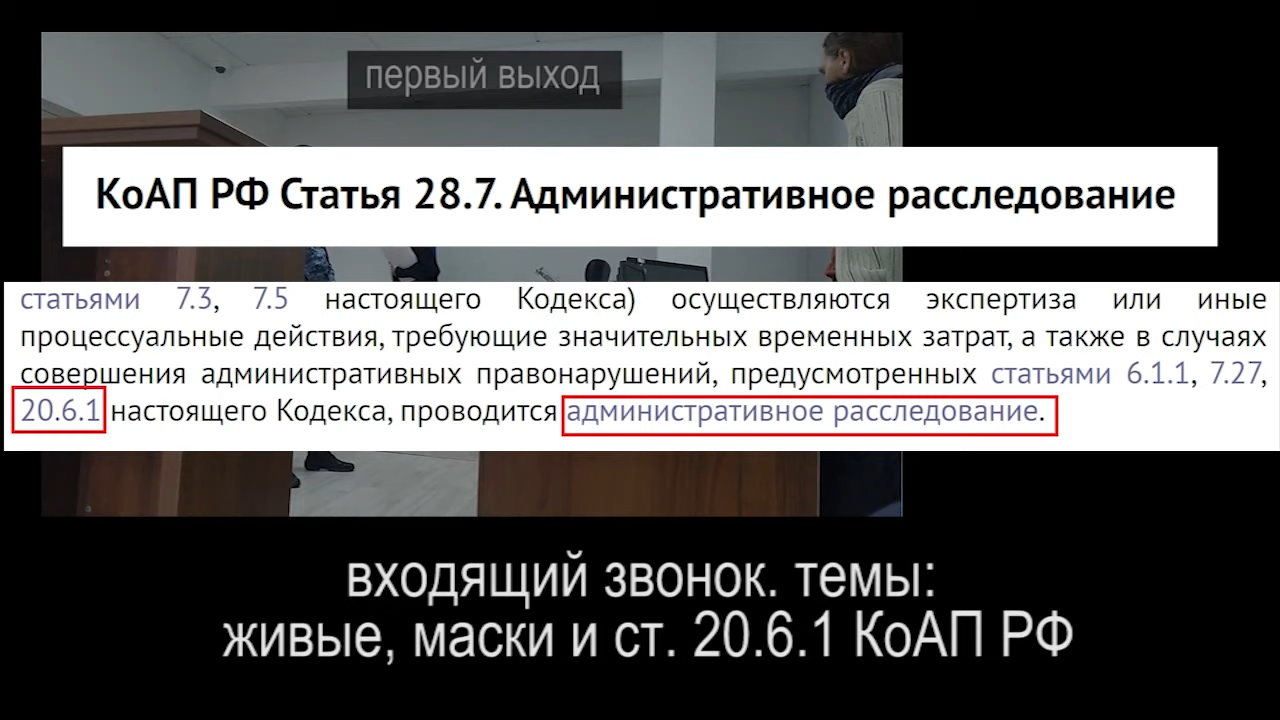 первый выход
КоАП РФ Статья 28.7. Административное расследование
статьями 7.3, 7.5 настоящего Кодекса) осуществляются экспертиза или иные
процессуальные действия, требующие значительных временных затрат, а также в случаях
совершения административных правонарушений, предусмотренных статьями 6.1.1, 7.27,
20.6.1 настоящего Кодекса, проводится административное расследование.
входящий звонок. темы:
живые, маски и ст. 20.6.1 КоАП РФ